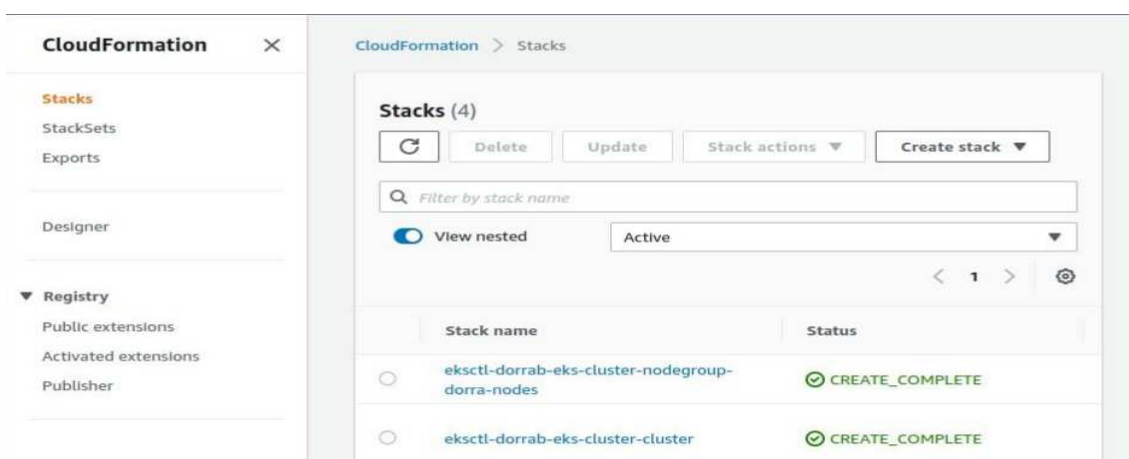 CloudFormation
Stacks
StackSets
Exports
Designer
Registry
Public extensions
Activated extensions
Publisher
CloudFormation > Stacks
Stacks (4)
Delete Update Stack actions Create stack
Filter by stack name
View nested Active
< 1 >
Stack name Status
eksctl-dorrab-eks-cluster-nodegroup-
dorra-nodes
CREATE_COMPLETE
eksctl-dorrab-eks-cluster-cluster CREATE_COMPLETE